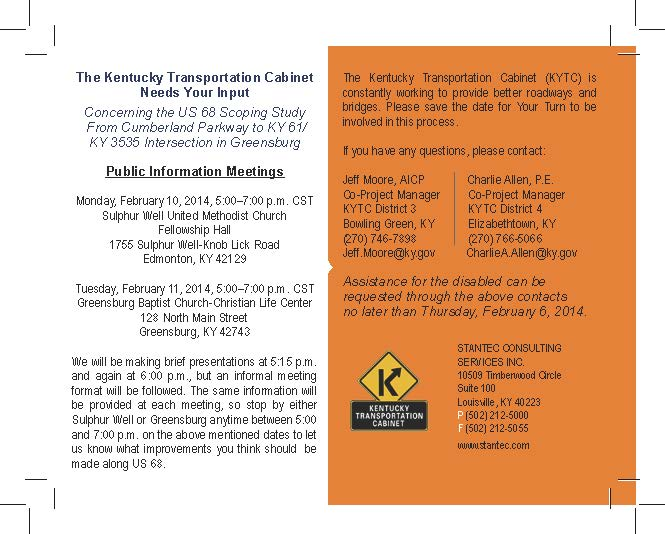 The Kentucky Transportation Cabinet
Needs Your Input
Concerning the US 68 Scoping Study
From Cumberland Parkway to KY 61/
KY 3535 Intersection in Greensburg
Public Information Meetings
Monday, February 10, 2014, 5:00–7:00 p.m. CST
Sulphur Well United Methodist Church
Fellowship Hall
1755 Sulphur Well-Knob Lick Road
Edmonton, KY 42129
Tuesday, February 11, 2014, 5:00–7:00 p.m. CST
Greensburg Baptist Church-Christian Life Center
128 North Main Street
Greensburg, KY 42743
We will be making brief presentations at 5:15 p.m.
and again at 6:00 p.m., but an informal meeting
format will be followed. The same information will
be provided at each meeting, so stop by either
Sulphur Well or Greensburg anytime between 5:00
and 7:00 p.m. on the above mentioned dates to let
us know what improvements you think should be
made along US 68.
The Kentucky Transportation Cabinet (KYTC) is
constantly working to provide better roadways and
bridges. Please save the date for Your Turn to be
involved in this process.
If you have any questions, please contact:
Jeff Moore, AICP
Co-Project Manager
KYTC District 3
Bowling Green, KY
(270) 746-7898
Jeff.Moore@ky.gov
Charlie Allen, P.E.
Co-Project Manager
KYTC District 4
Elizabethtown, KY
(270) 766-5066
CharlieA.Allen@ky.gov
Assistance for the disabled can be
requested through the above contacts
no later than Thursday, February 6, 2014.
K
KENTUCKY
TRANSPORTATION
CABINET
STANTEC CONSULTING
SERVICES INC.
10509 Timberwood Circle
Suite 100
Louisville, KY 40223
P (502) 212-5000
F (502) 212-5055
www.stantec.com